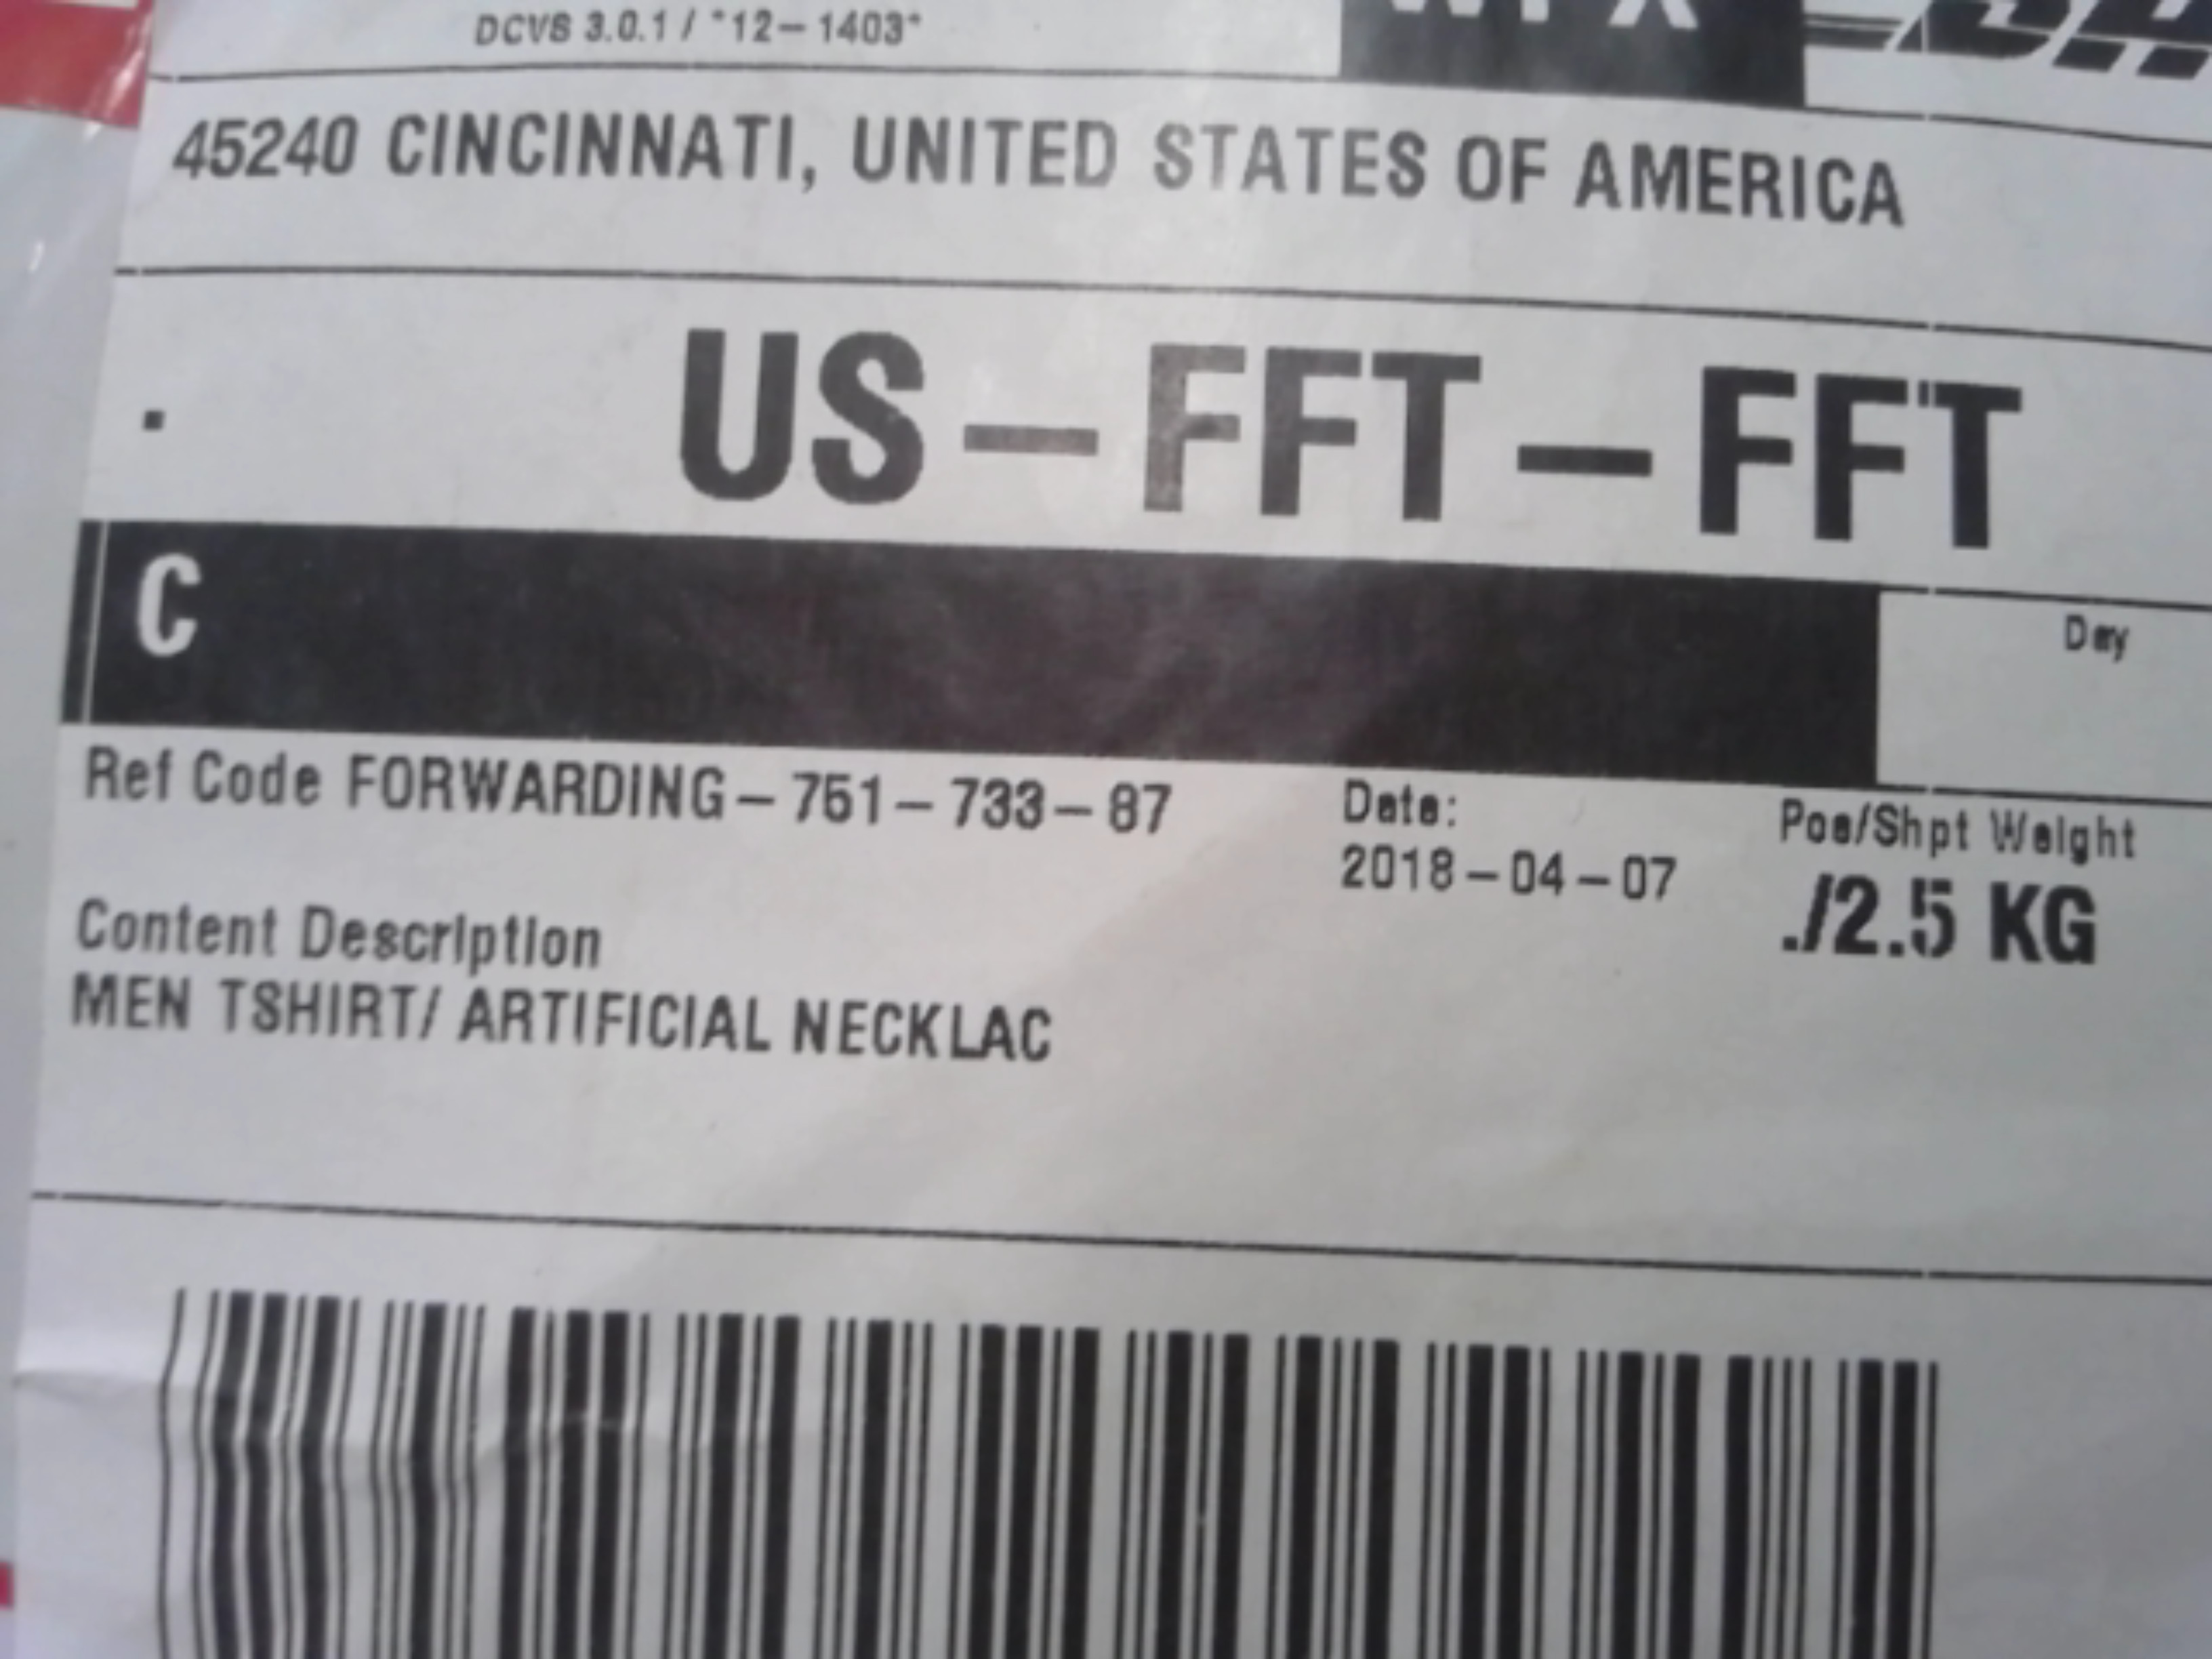 DCVS 3.0.1 / *12-1403*
WPX
45240 CINCINNATI, UNITED STATES OF AMERICA
.
US-FFT-FFT
C
Day
Ref Code FORWARDING-751-733-87
Date:
2018-04-07
Pce/Shpt Weight
./2.5 KG
Content Description
MEN TSHIRT/ ARTIFICIAL NECKLAC